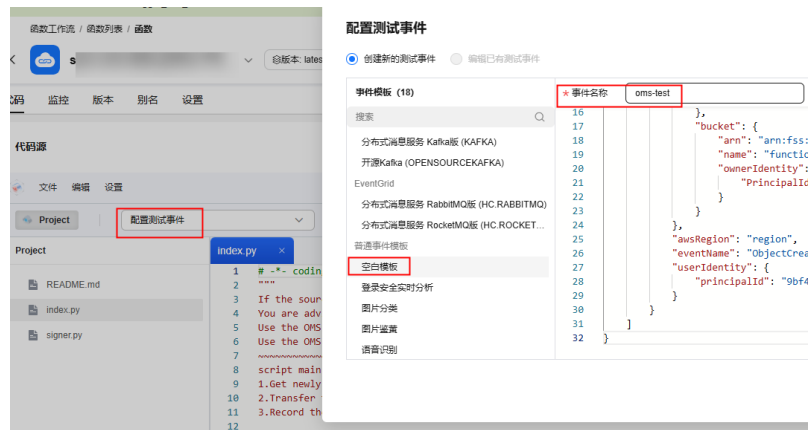 函数工作流 / 函数列表 / 函数
s
版本: lates
监控 版本 别名 设置
代码源
文件 编辑 设置
Project 配置测试事件
Project
README.md
index.py
signer.py
index.py ×
1 # -*- codin
2 """
3 If the sour
4 You are adv
5 Use the OMS
6 Use the OMS
7 ~~~~~~~~~~~~
8 script main
9 1.Get newly
10 2.Transfer
11 3.Record th
12
配置测试事件
创建新的测试事件 编辑已有测试事件
事件模板 (18)
搜索
分布式消息服务 Kafka版 (KAFKA)
开源Kafka (OPENSOURCEKAFKA)
EventGrid
分布式消息服务 RabbitMQ版 (HC.RABBITMQ)
分布式消息服务 RocketMQ版 (HC.ROCKET...
普通事件模板
空白模板
登录安全实时分析
图片分类
图片鉴黄
语音识别
* 事件名称 oms-test
16 },
17 "bucket": {
18 "arn": "arn:fss:
19 "name": "functio
20 "ownerIdentity":
21 "PrincipalId
22 }
23 }
24 },
25 "awsRegion": "region",
26 "eventName": "ObjectCrea
27 "userIdentity": {
28 "principalId": "9bf4
29 }
30 }
31 ]
32 }